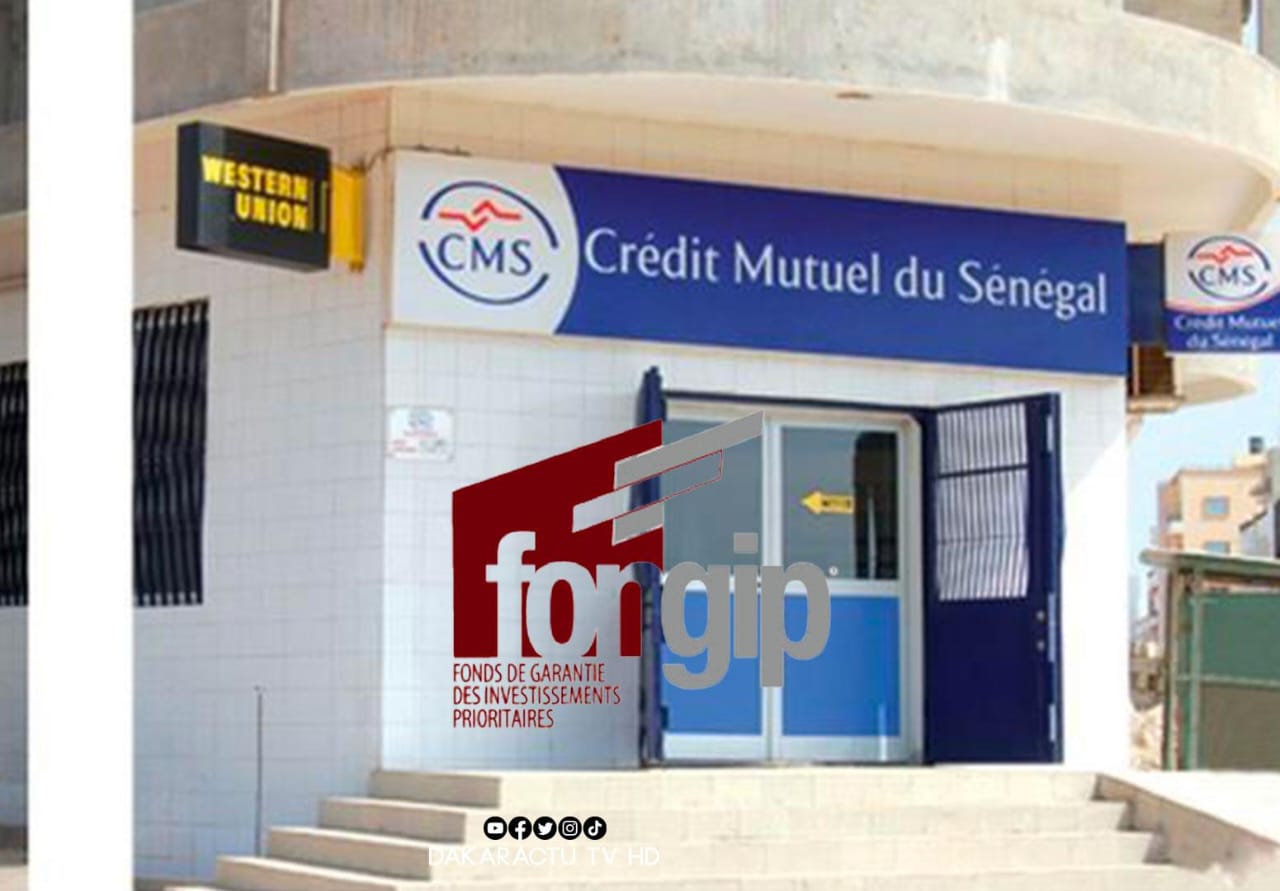 WESTERN
UNION
CMS
Crédit Mutuel du Sénégal
CMS
Crédit Mutuel
du Sénégal
fongip
FONDS DE GARANTIE
DES INVESTISSEMENTS
PRIORITAIRES
DAKARACTU TV HD